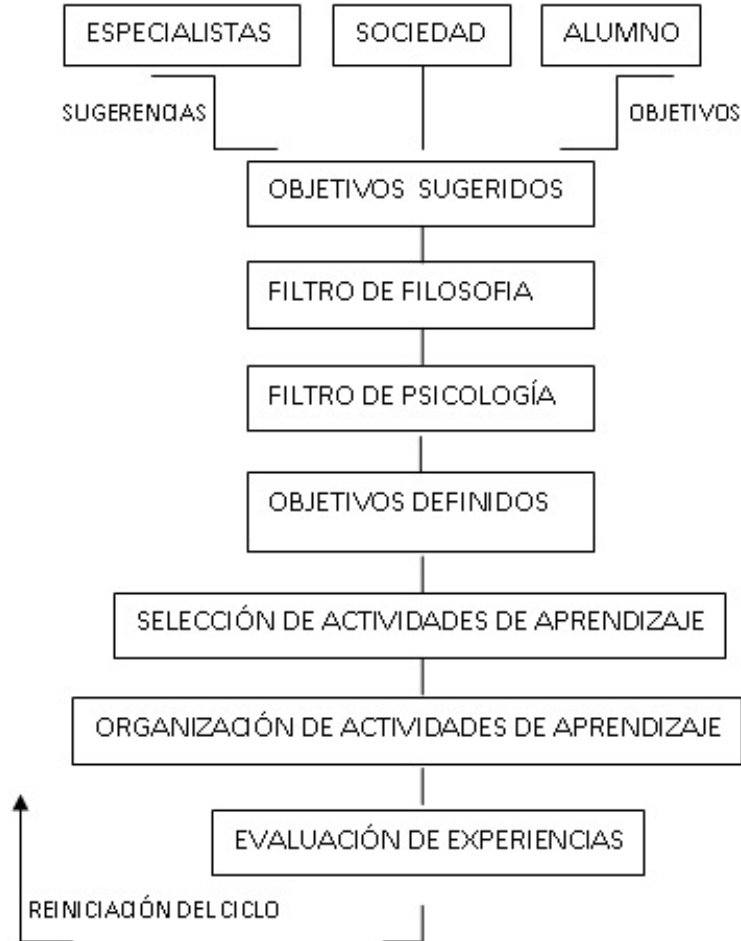 ESPECIALISTAS
SOCIEDAD
ALUMNO
SUGERENCIAS
OBJETIVOS
OBJETIVOS SUGERIDOS
FILTRO DE FILOSOFIA
FILTRO DE PSICOLOGÍA
OBJETIVOS DEFINIDOS
SELECCIÓN DE ACTIVIDADES DE APRENDIZAJE
ORGANIZACIÓN DE ACTIVIDADES DE APRENDIZAJE
EVALUACIÓN DE EXPERIENCIAS
REINICIACIÓN DEL CICLO